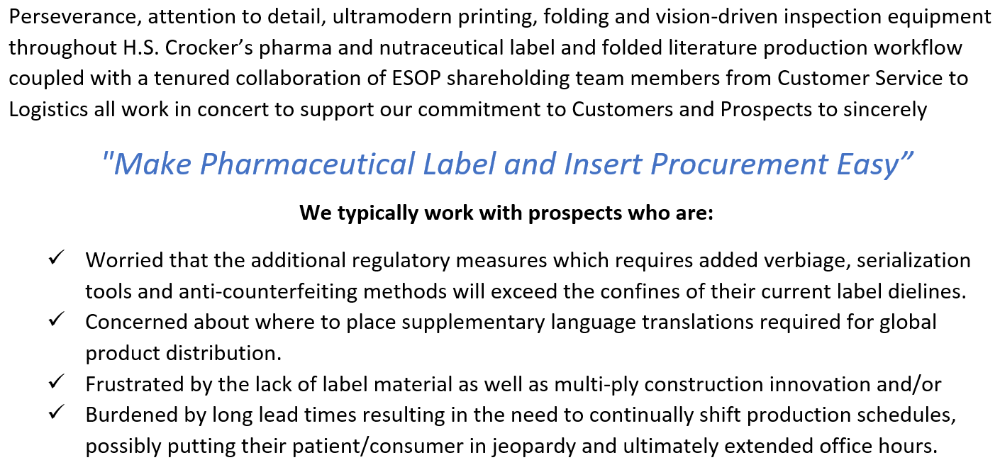 Perseverance, attention to detail, ultramodern printing, folding and vision-driven inspection equipment
throughout H.S. Crocker’s pharma and nutraceutical label and folded literature production workflow
coupled with a tenured collaboration of ESOP shareholding team members from Customer Service to
Logistics all work in concert to support our commitment to Customers and Prospects to sincerely
"Make Pharmaceutical Label and Insert Procurement Easy”
We typically work with prospects who are:
✓ Worried that the additional regulatory measures which requires added verbiage, serialization
tools and anti-counterfeiting methods will exceed the confines of their current label dielines.
✓ Concerned about where to place supplementary language translations required for global
product distribution.
✓ Frustrated by the lack of label material as well as multi-ply construction innovation and/or
✓ Burdened by long lead times resulting in the need to continually shift production schedules,
possibly putting their patient/consumer in jeopardy and ultimately extended office hours.